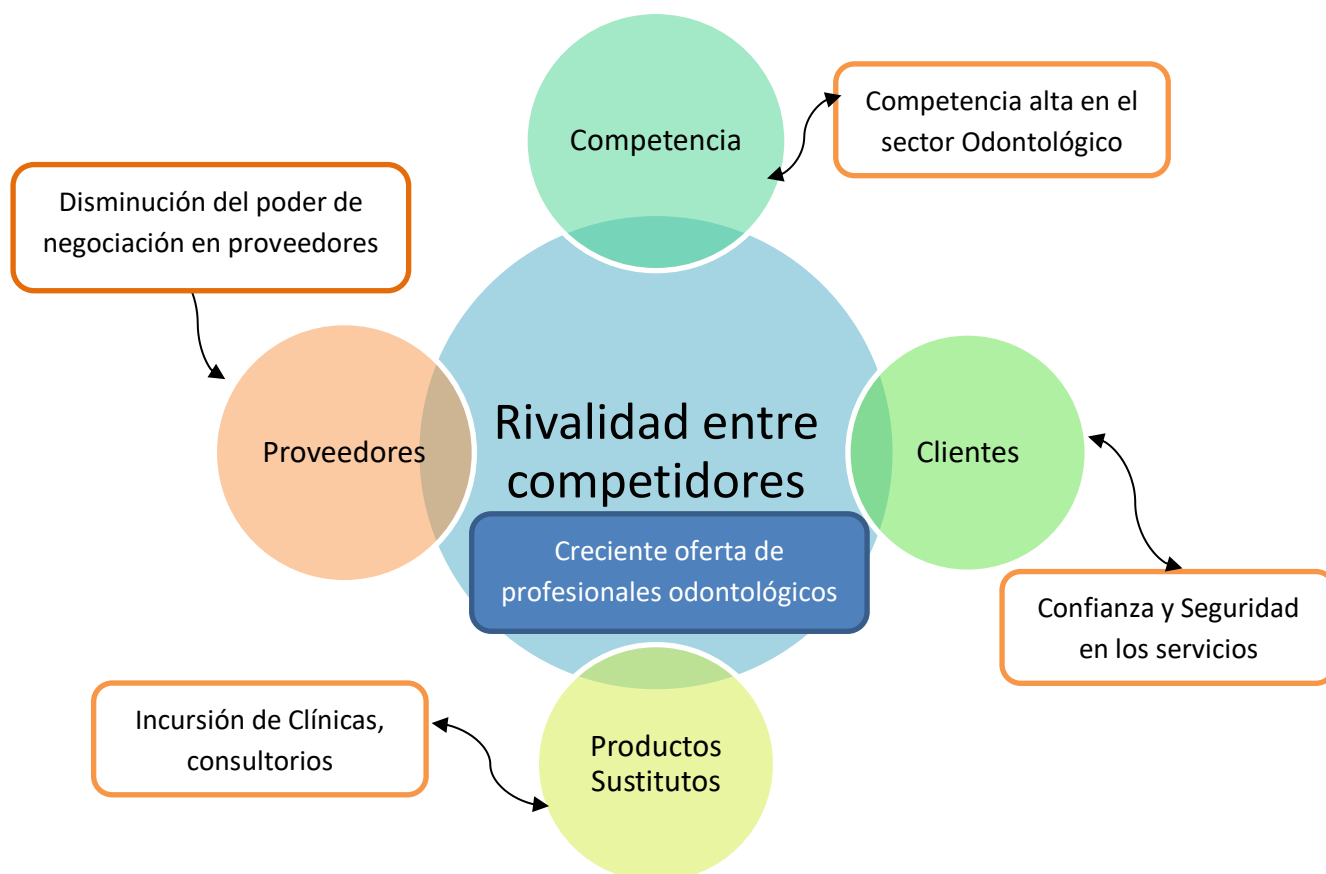 Competencia
Competencia alta en el
sector Odontológico
Disminución del poder de
negociación en proveedores
Proveedores
Rivalidad entre
competidores
Creciente oferta de
profesionales odontológicos
Clientes
Confianza y Seguridad
en los servicios
Incursión de Clínicas,
consultorios
Productos
Sustitutos